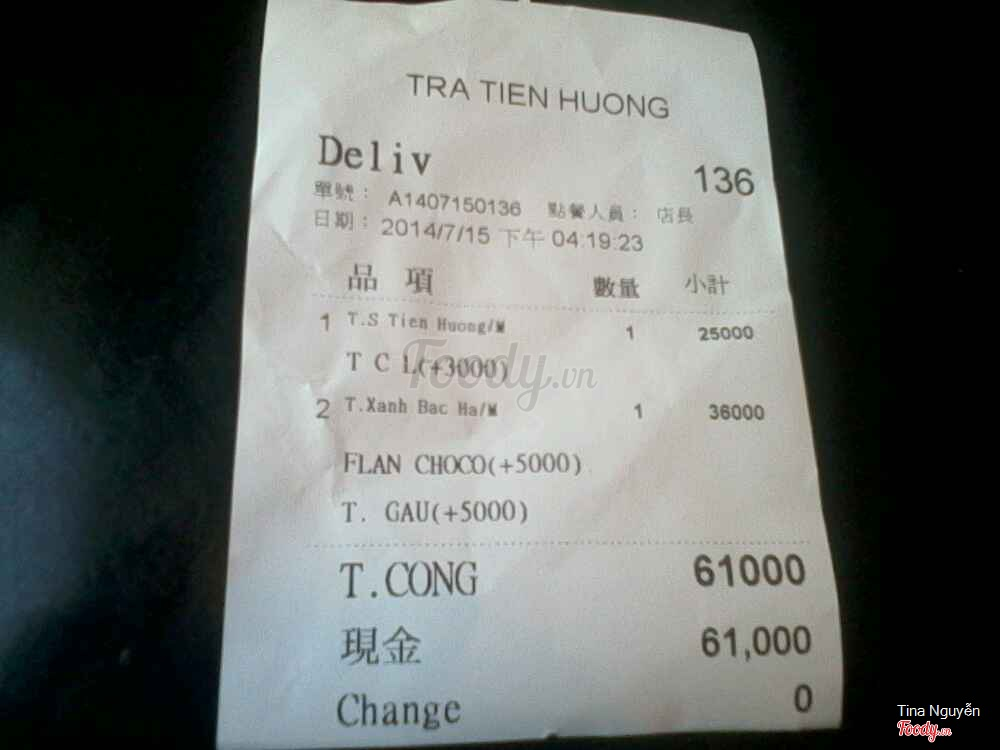 TRA TIEN HUONG
Deliv 136
單號： A1407150136 點餐人員： 店長
日期： 2014/7/15 下午 04:19:23
品 項 數量 小計
1 T.S Tien Huong/M 1 25000
T C L(+3000)
2 T.Xanh Bac Ha/M 1 36000
FLAN CHOCO(+5000)
T. GAU(+5000)
T.CONG 61000
現金 61,000
Change 0
Foody.vn
Tina Nguyễn
Foody.vn